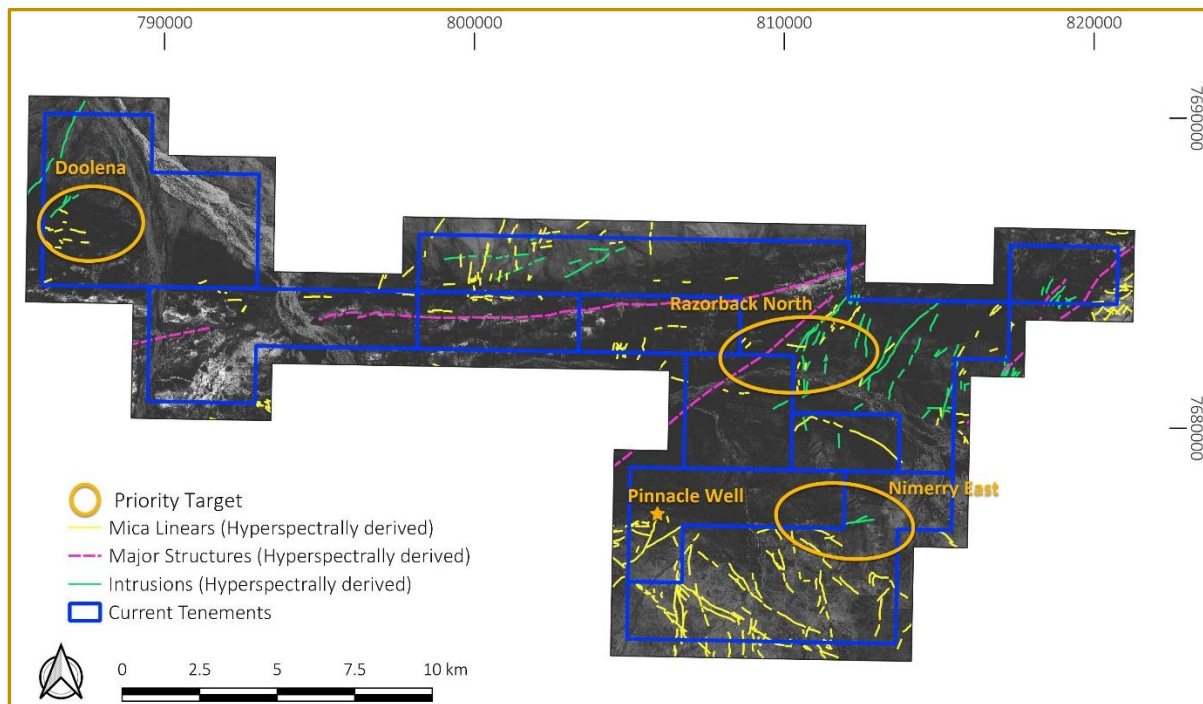 790000
800000
810000
820000
7690000
Doolena
Razorback North
7680000
Pinnacle Well
Nimerry East
Priority Target
Mica Linears (Hyperspectrally derived)
Major Structures (Hyperspectrally derived)
Intrusions (Hyperspectrally derived)
Current Tenements
0
2.5
5
7.5
10 km